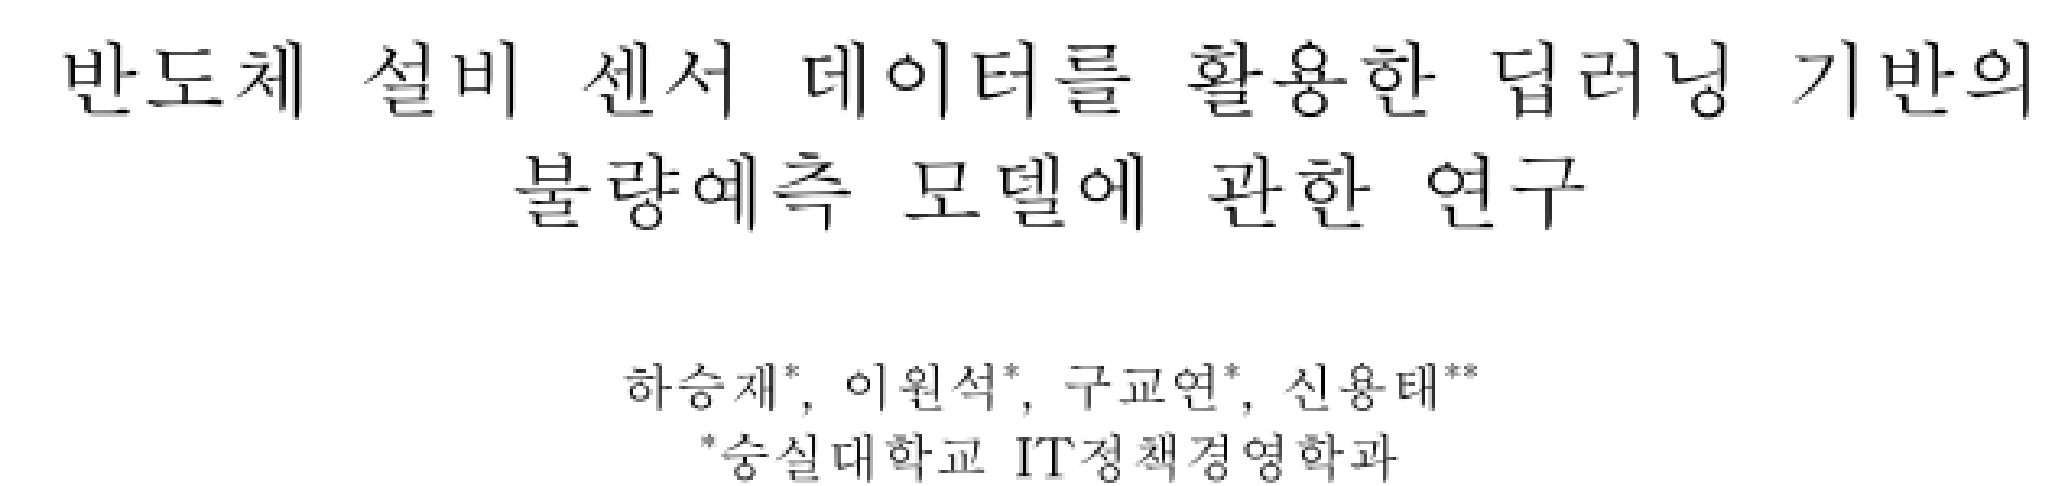 반도체 설비 센서 데이터를 활용한 딥러닝 기반의
불량예측 모델에 관한 연구
하승재*, 이원석*, 구교연*, 신용태**
*숭실대학교 IT정책경영학과